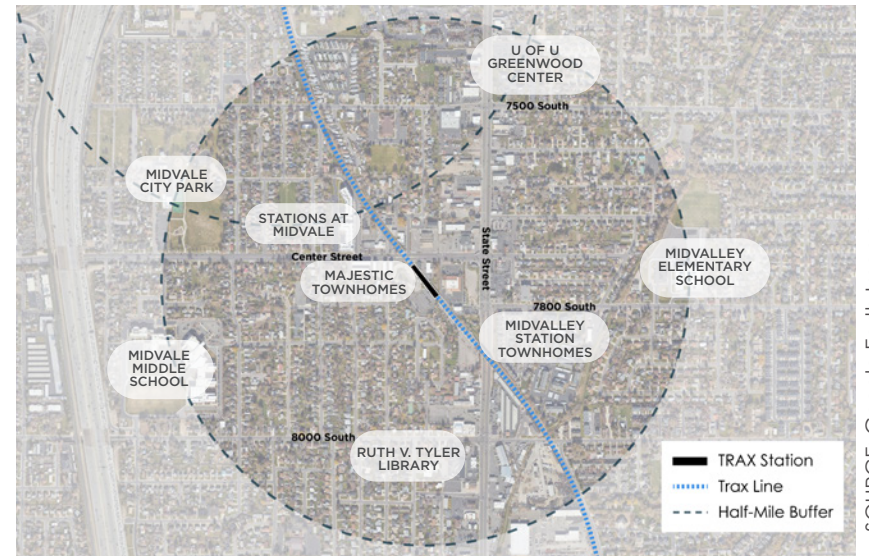 U OF U
GREENWOOD
CENTER
7500 South
MIDVALE
CITY PARK
STATIONS AT
MIDVALE
State Street
Center Street
MIDVALLEY
ELEMENTARY
SCHOOL
MAJESTIC
TOWNHOMES
7800 South
MIDVALLEY
STATION
TOWNHOMES
MIDVALE
MIDDLE
SCHOOL
8000 South
RUTH V. TYLER
LIBRARY
TRAX Station
Trax Line
Half-Mile Buffer